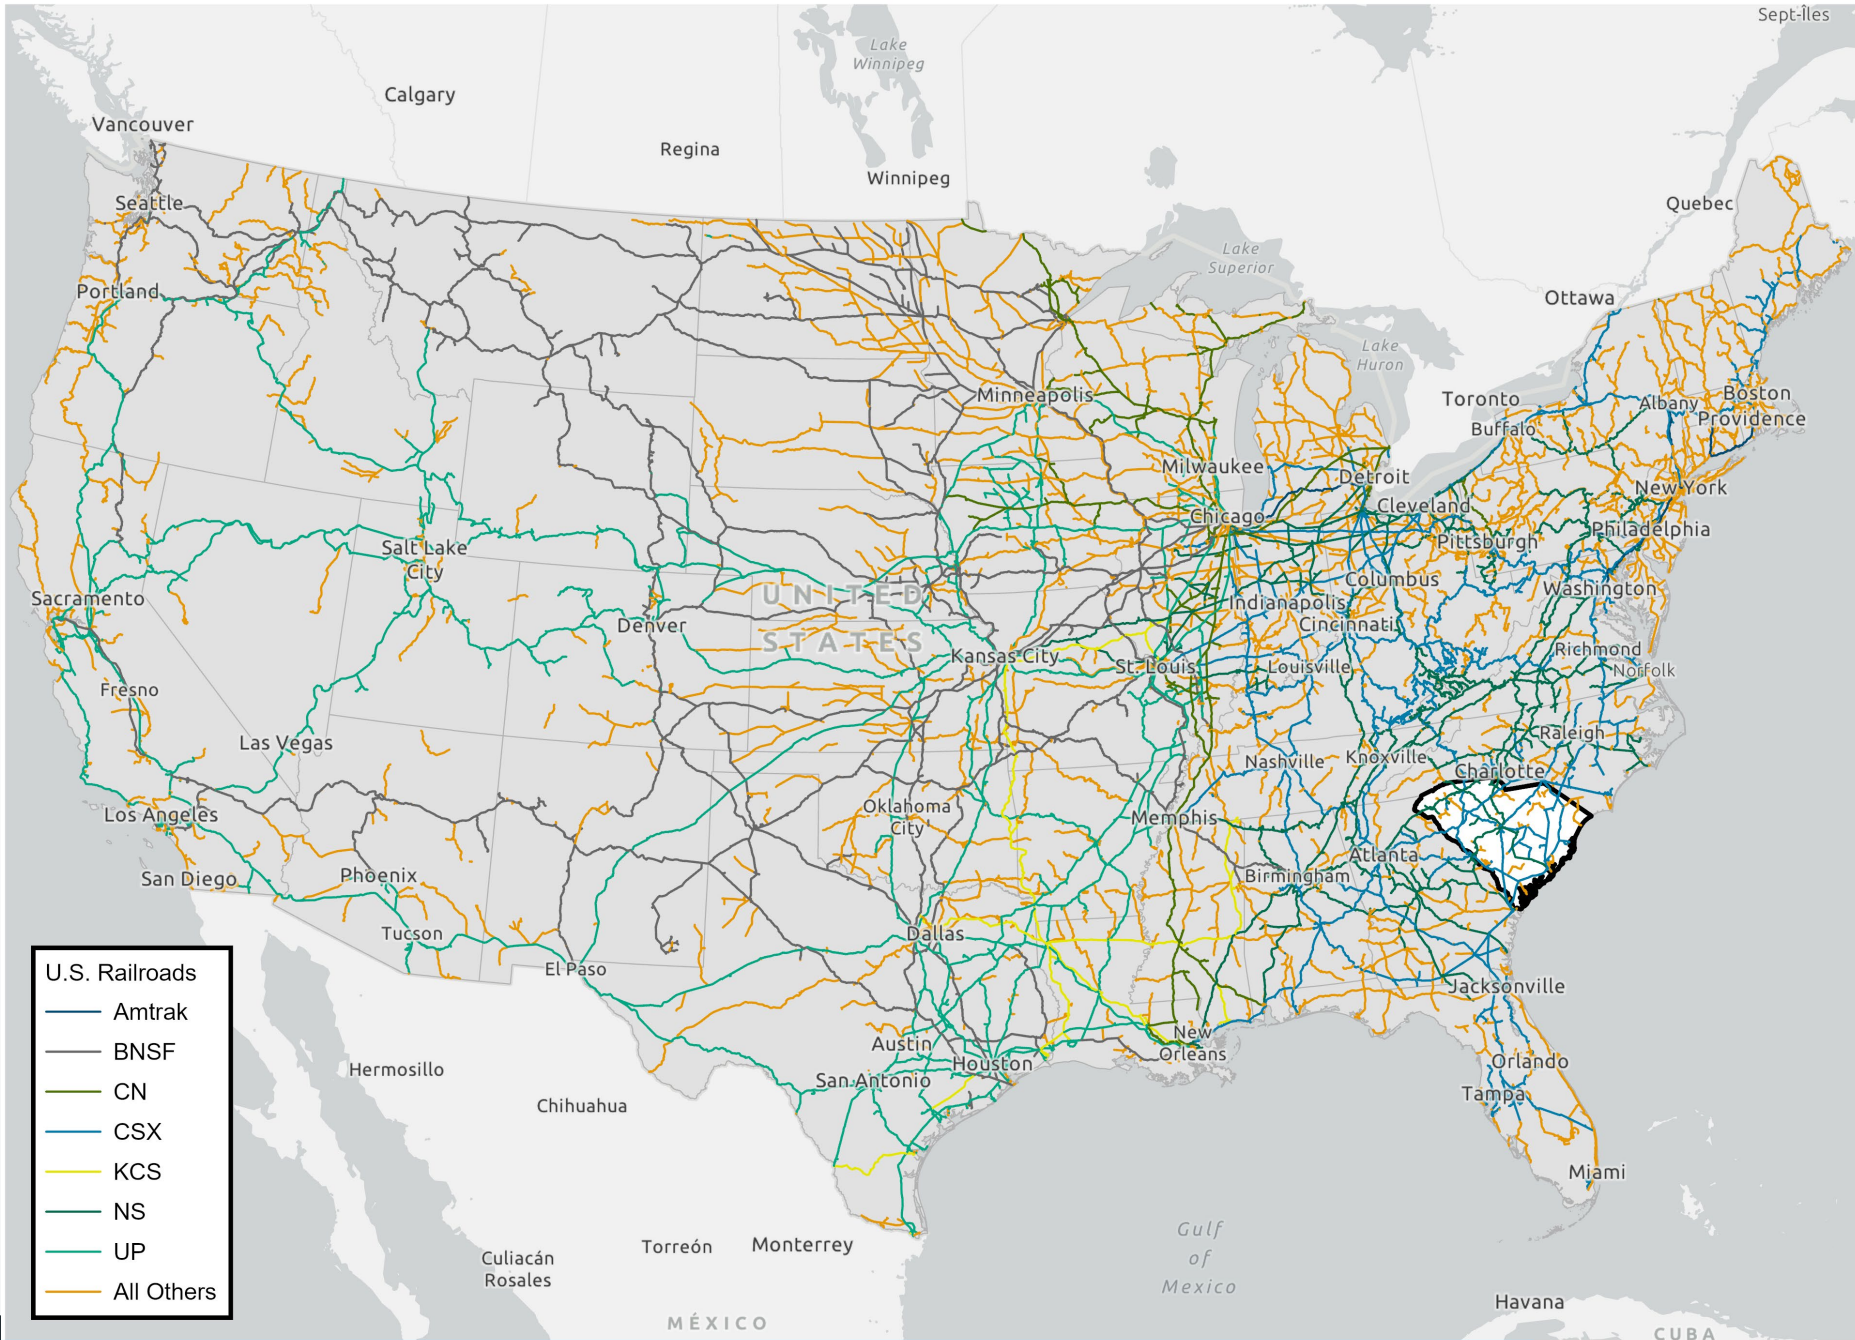 Sept-Îles
Lake
Winnipeg
Calgary
Vancouver
Regina
Winnipeg
Seattle
Quebec
Lake
Superior
Portland
Ottawa
Lake
Huron
Minneapolis
Toronto
Boston
Albany
Providence
Buffalo
Milwaukee
Detroit
New York
Cleveland
Chicago
Philadelphia
Pittsburgh
Salt Lake
City
Columbus
Washington
UNITED
STATES
Sacramento
Indianapolis
Cincinnati
Denver
Kansas City
St. Louis
Louisville
Richmond
Norfolk
Fresno
Las Vegas
Raleigh
Nashville
Knoxville
Charlotte
Los Angeles
Oklahoma
City
Memphis
Atlanta
San Diego
Phoenix
Birmingham
Tucson
Dallas
El Paso
Jacksonville
New
Orleans
Austin
Houston
San Antonio
Orlando
Tampa
Hermosillo
Chihuahua
Miami
Gulf
of
Mexico
Culiacán
Rosales
Torreón
Monterrey
Havana
MÉXICO
CUBA
U.S. Railroads
Amtrak
BNSF
CN
CSX
KCS
NS
UP
All Others